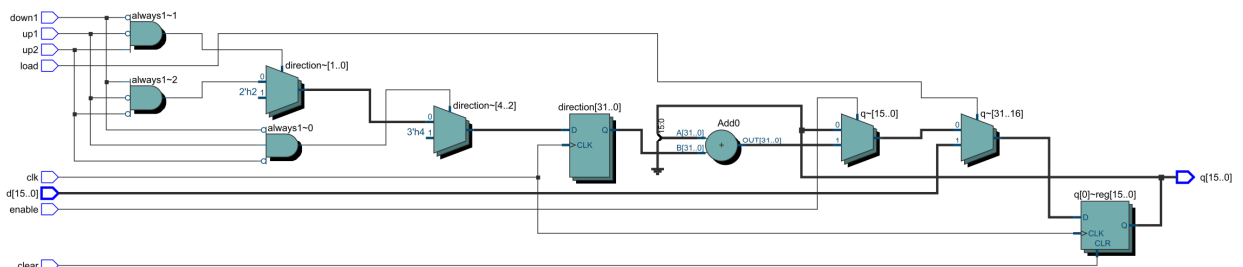 down1
up1
up2
load
always1~1
always1~2
always1~0
direction~[1..0]
0
2'h2 1
direction~[4..2]
0
3'h4 1
direction[31..0]
D Q
CLK
15:0
Add0
A[31..0]
B[31..0]
+
OUT[31..0]
q~[15..0]
0
1
q~[31..16]
0
1
clk
d[15..0]
enable
q[15..0]
q[0]~reg[15..0]
D Q
CLK
CLR
clear